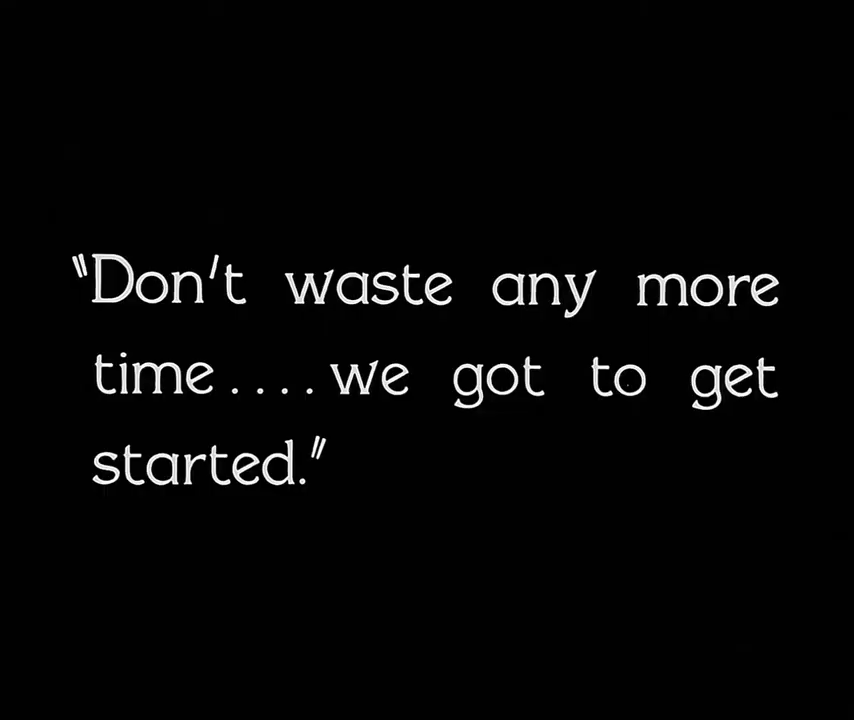 "Don't waste any more
time....we got to get
started."